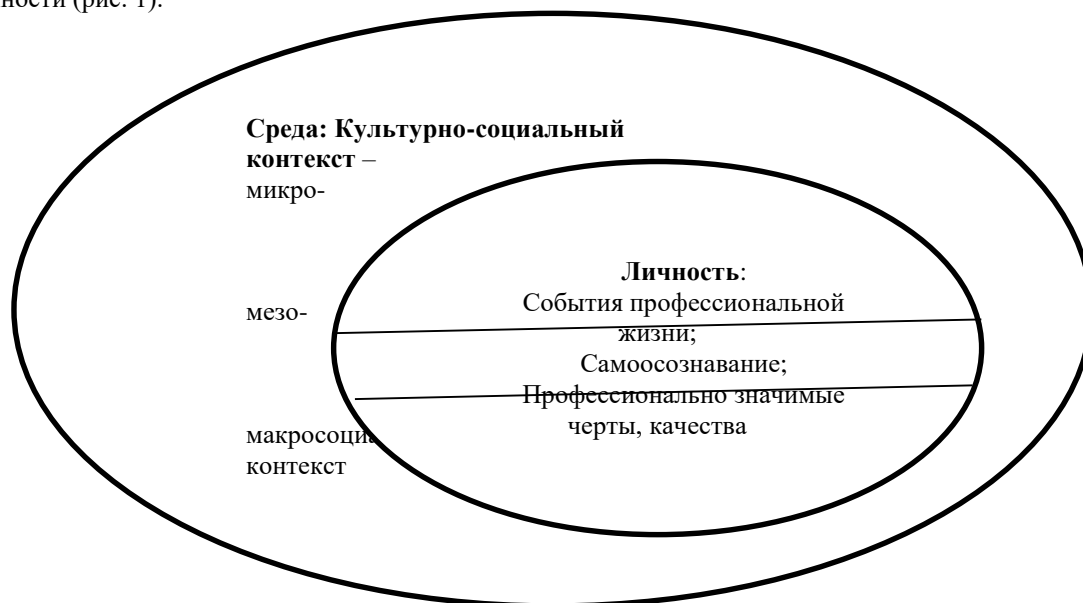 ности (рис. 1).
Среда: Культурно-социальный
контекст –
микро-
Личность:
События профессиональной
мезо-
жизни;
Самоосознавание;
Профессионально значимые
черты, качества
макросоциа
контекст